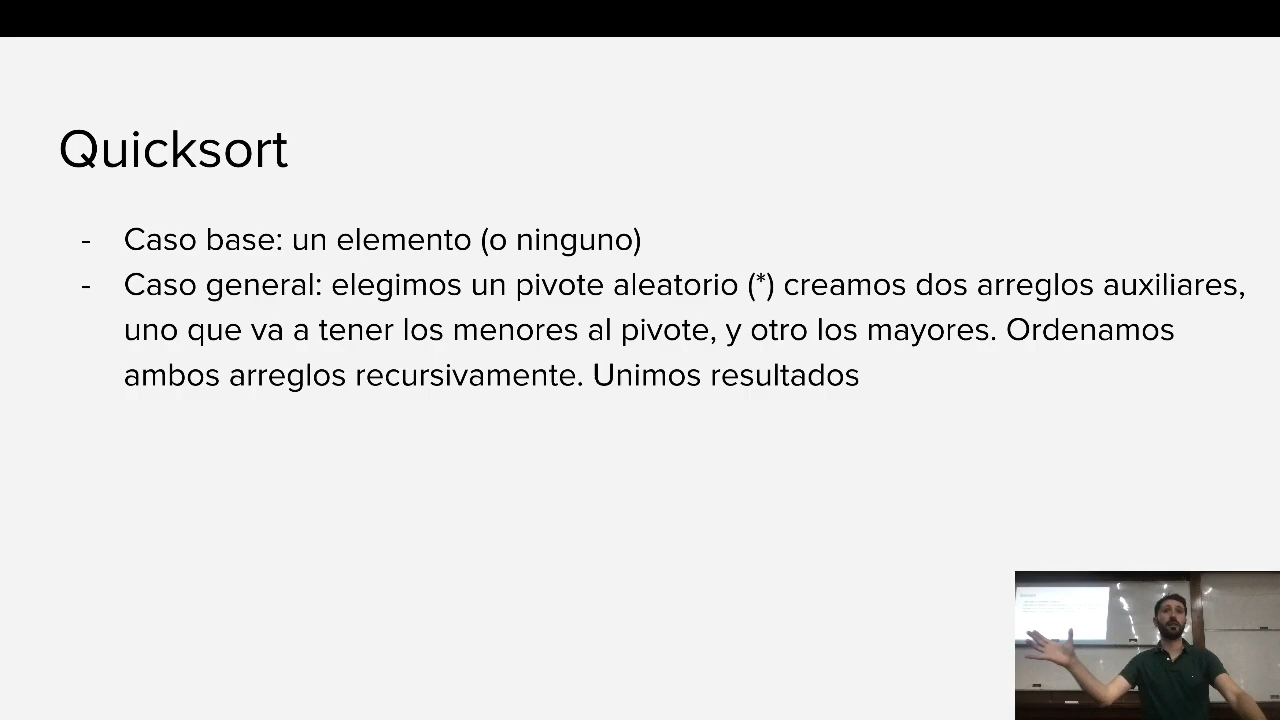 Quicksort
- Caso base: un elemento (o ninguno)
- Caso general: elegimos un pivote aleatorio (*) creamos dos arreglos auxiliares,
uno que va a tener los menores al pivote, y otro los mayores. Ordenamos
ambos arreglos recursivamente. Unimos resultados